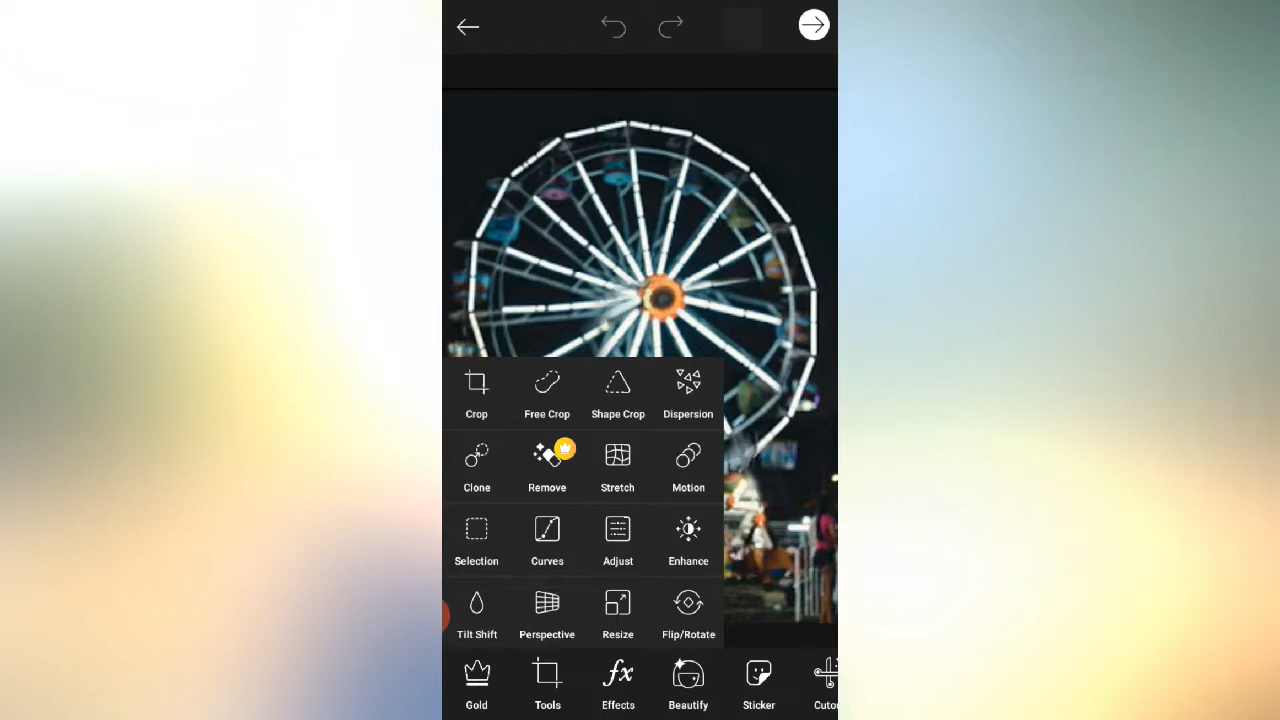 Crop Free Crop Shape Crop Dispersion
Clone Remove Stretch Motion
Selection Curves Adjust Enhance
Tilt Shift Perspective Resize Flip/Rotate
Gold Tools Effects Beautify Sticker Cuto